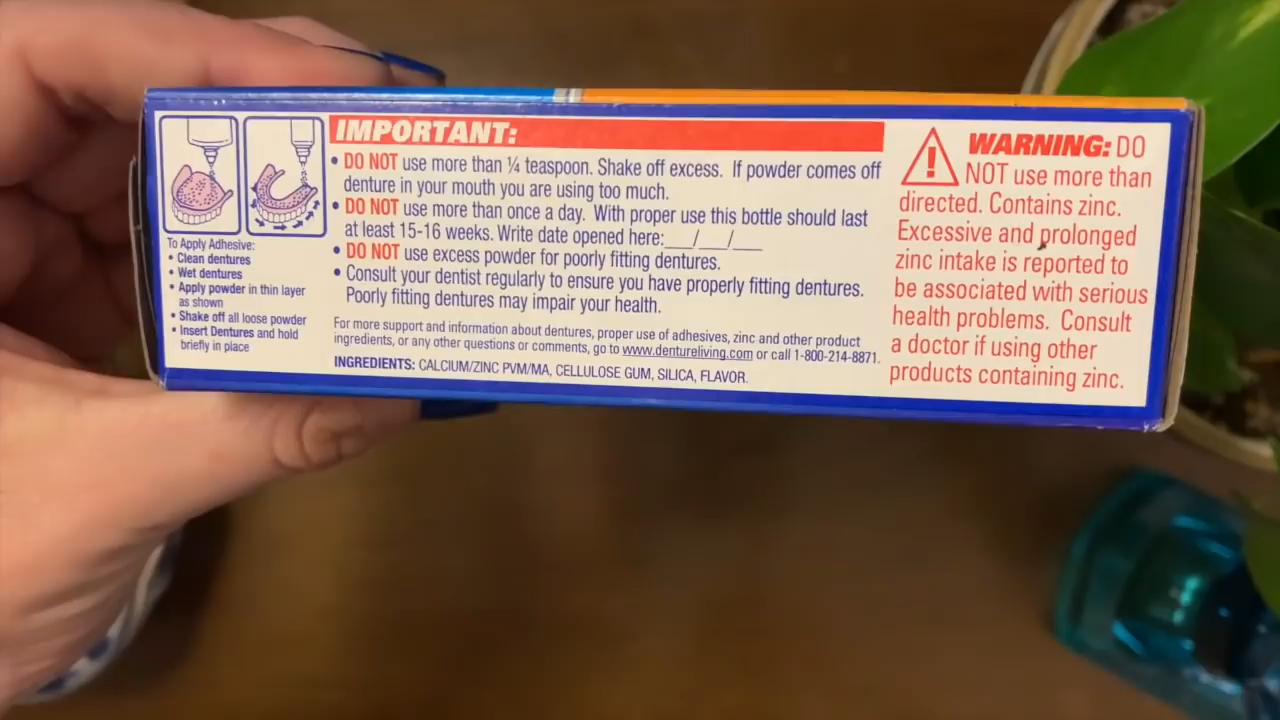 To Apply Adhesive:
• Clean dentures
• Wet dentures
• Apply powder in thin layer
as shown
• Shake off all loose powder
• Insert Dentures and hold
briefly in place
IMPORTANT:
• DO NOT use more than ¼ teaspoon. Shake off excess. If powder comes off
denture in your mouth you are using too much.
• DO NOT use more than once a day. With proper use this bottle should last
at least 15-16 weeks. Write date opened here:___/___/___
• DO NOT use excess powder for poorly fitting dentures.
• Consult your dentist regularly to ensure you have properly fitting dentures.
Poorly fitting dentures may impair your health.
For more support and information about dentures, proper use of adhesives, zinc and other product
ingredients, or any other questions or comments, go to www.dentureliving.com or call 1-800-214-8871.
INGREDIENTS: CALCIUM/ZINC PVM/MA, CELLULOSE GUM, SILICA, FLAVOR.
WARNING: DO
NOT use more than
directed. Contains zinc.
Excessive and prolonged
zinc intake is reported to
be associated with serious
health problems. Consult
a doctor if using other
products containing zinc.